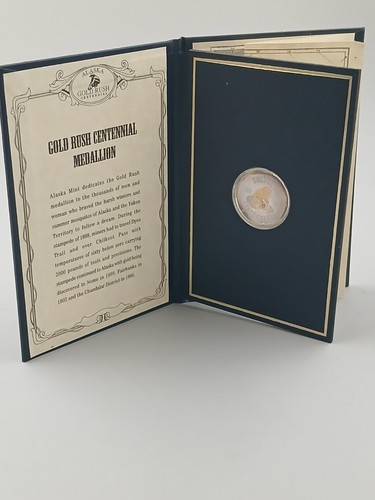 ALASKA
GOLD RUSH
CENTENNIAL
GOLD RUSH CENTENNIAL
MEDALLION
Alaska Mint dedicates the Gold Rush
medallion to the thousands of men and
woman who braved the harsh winters and
summer mosquitos of Alaska and the Yukon
Territory to follow a dream. During the
stampede of 1898, miners had to travel Dyea
Trail and over Chilkoot Pass with
temperatures of sixty below zero carrying
2000 pounds of tools and provisions. The
stampede continued to Alaska with gold being
discovered in Nome in 1899, Fairbanks in
1902 and the Chandalar District in 1905.